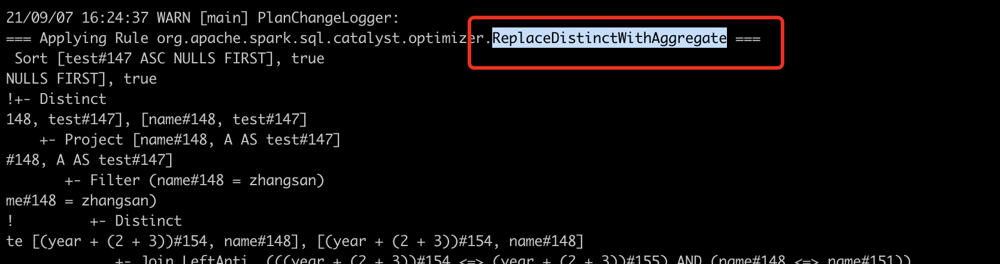 21/09/07 16:24:37 WARN [main] PlanChangeLogger:
=== Applying Rule org.apache.spark.sql.catalyst.optimizer.ReplaceDistinctWithAggregate ===
 Sort [test#147 ASC NULLS FIRST], true
NULLS FIRST], true
!+- Distinct
148, test#147], [name#148, test#147]
    +- Project [name#148, A AS test#147]
#148, A AS test#147]
       +- Filter (name#148 = zhangsan)
me#148 = zhangsan)
!         +- Distinct
te [(year + (2 + 3))#154, name#148], [(year + (2 + 3))#154, name#148]
             +- Join LeftAnti, (((year + (2 + 3))#154 <=> (year + (2 + 3))#155) AND (name#148 <=> name#151))